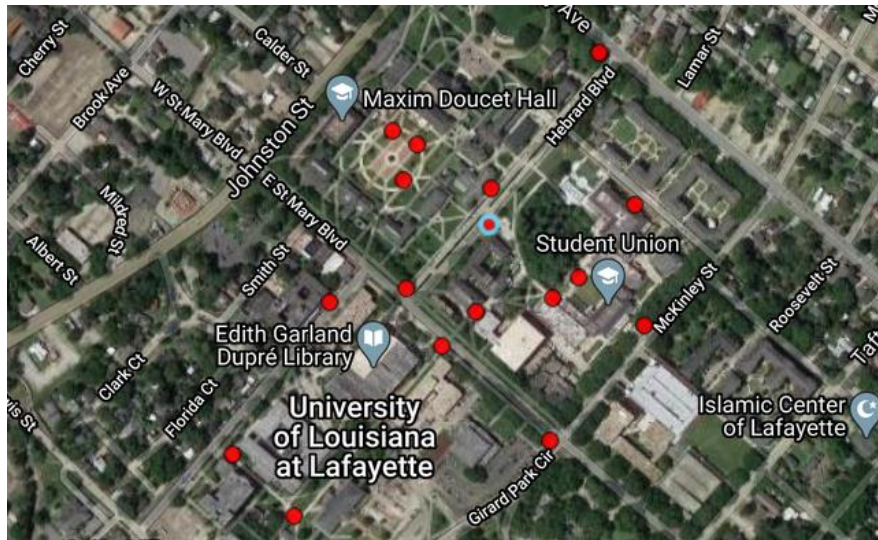 Cherry St
Brook Ave
Calder St
W St Mary Blvd
Johnston St
Maxim Doucet Hall
Ave
Hebrard Blvd
Lamar St
Mildred St
Albert St
E St Mary Blvd
Smith St
Student Union
McKinley St
Roosevelt St
Edith Garland
Dupré Library
Clark Ct
Florida Ct
University
of Louisiana
at Lafayette
Islamic Center
of Lafayette
Girard Park Cir